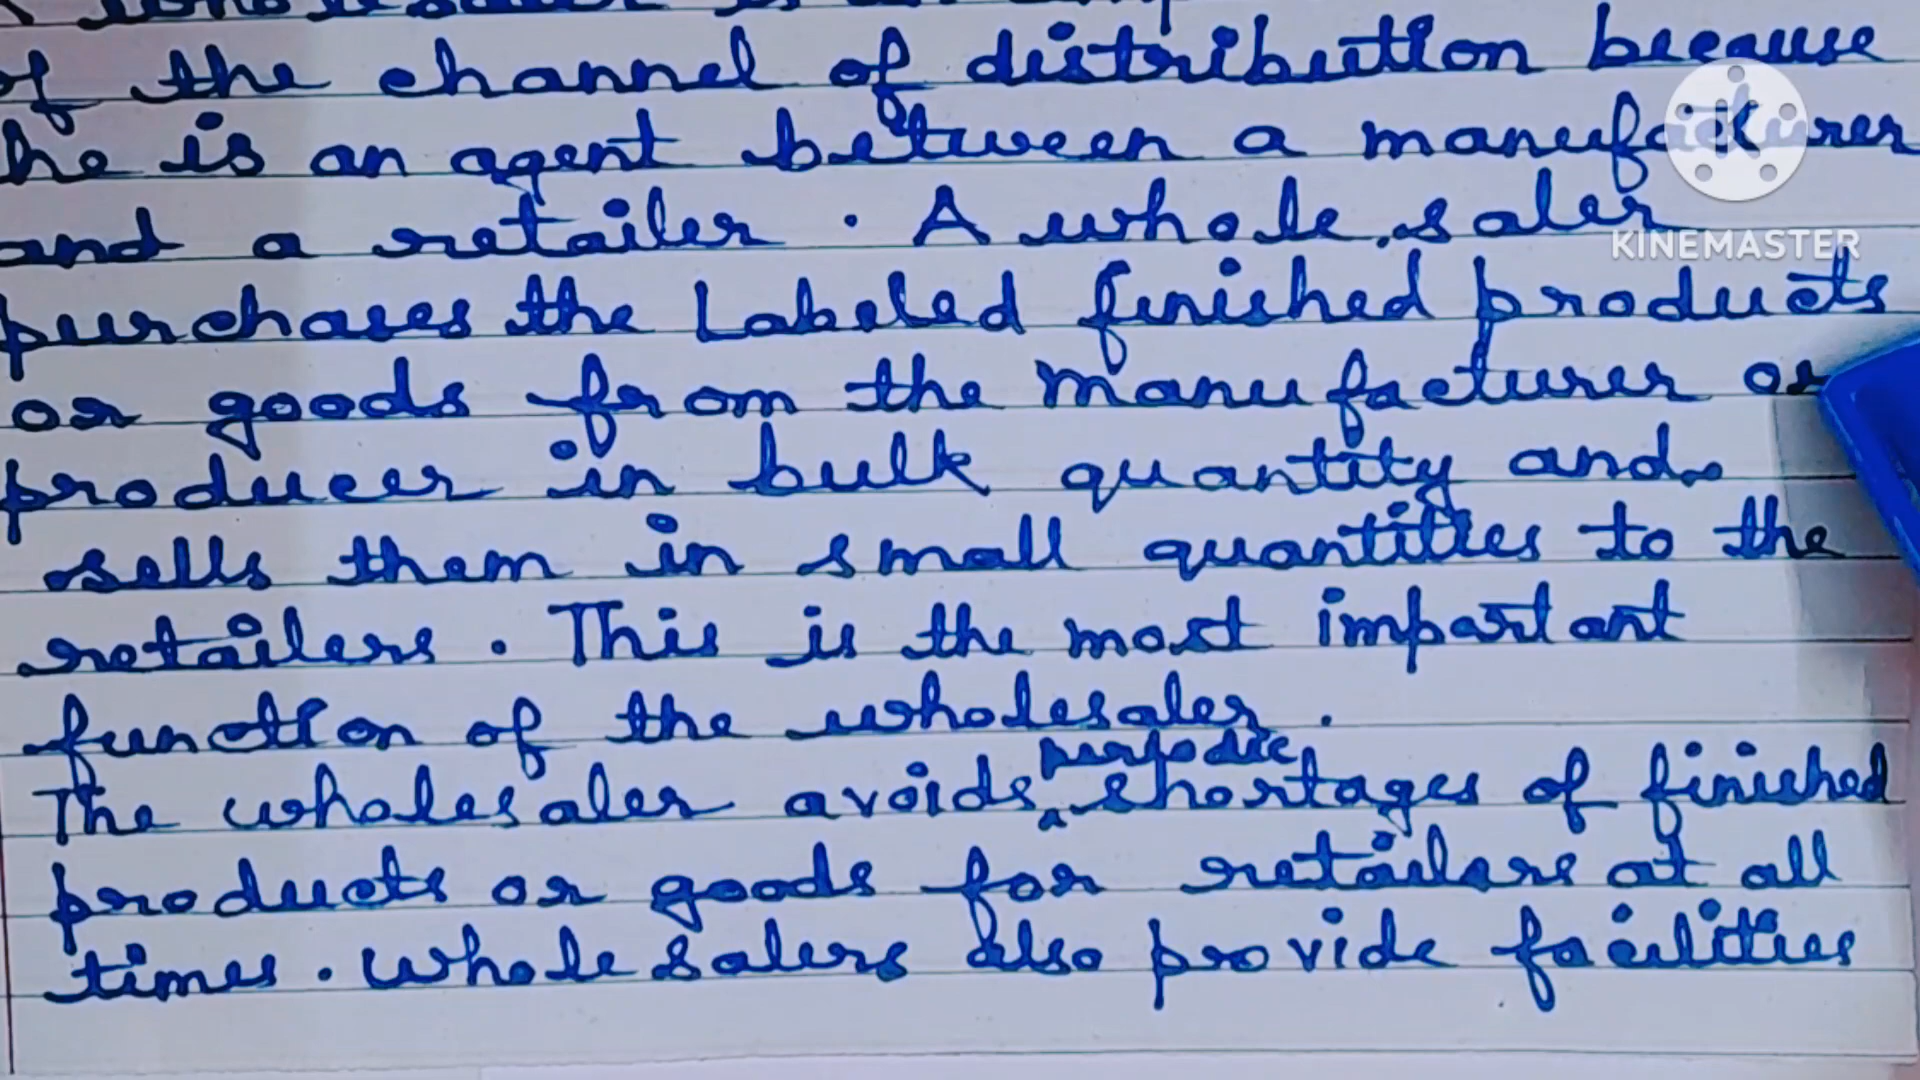 of the channel of distribution because
he is an agent between a manufacturer
and a retailer. A whole saler
purchases the Labeled finished products
or goods from the manufacturer or
producer in bulk quantity and
sells them in small quantities to the
retailers. This is the most important
function of the wholesaler.
The wholesaler avoids periodic shortages of finished
products or goods for retailers at all
times. Wholesalers also provide facilities
K
KINEMASTER